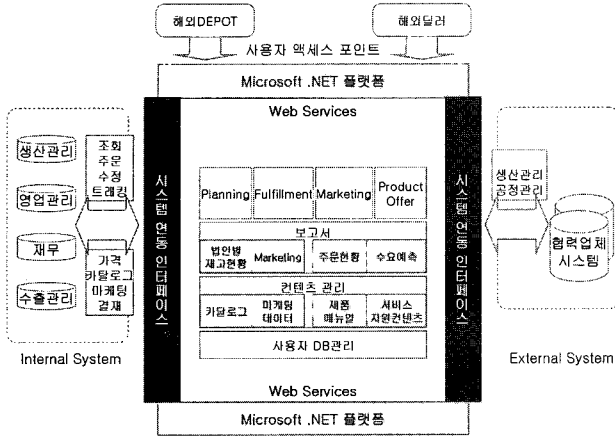 해외DEPOT
해외딜러
사용자 액세스 포인트
Microsoft .NET 플랫폼
Web Services
생산관리
영업관리
재무
수출관리
조회
주문
수정
트래킹
가격
카달로그
마케팅
결재
Internal System
시스템 연동 인터페이스
Planning
Fulfillment
Marketing
Product
Offer
보고서
법인별
재고현황
Marketing
주문현황
수요예측
컨텐츠 관리
카달로그
마케팅
데이터
제품
메뉴얼
서비스
지원컨텐츠
사용자 DB관리
시스템 연동 인터페이스
생산관리
공정관리
협력업체
시스템
External System
Web Services
Microsoft .NET 플랫폼